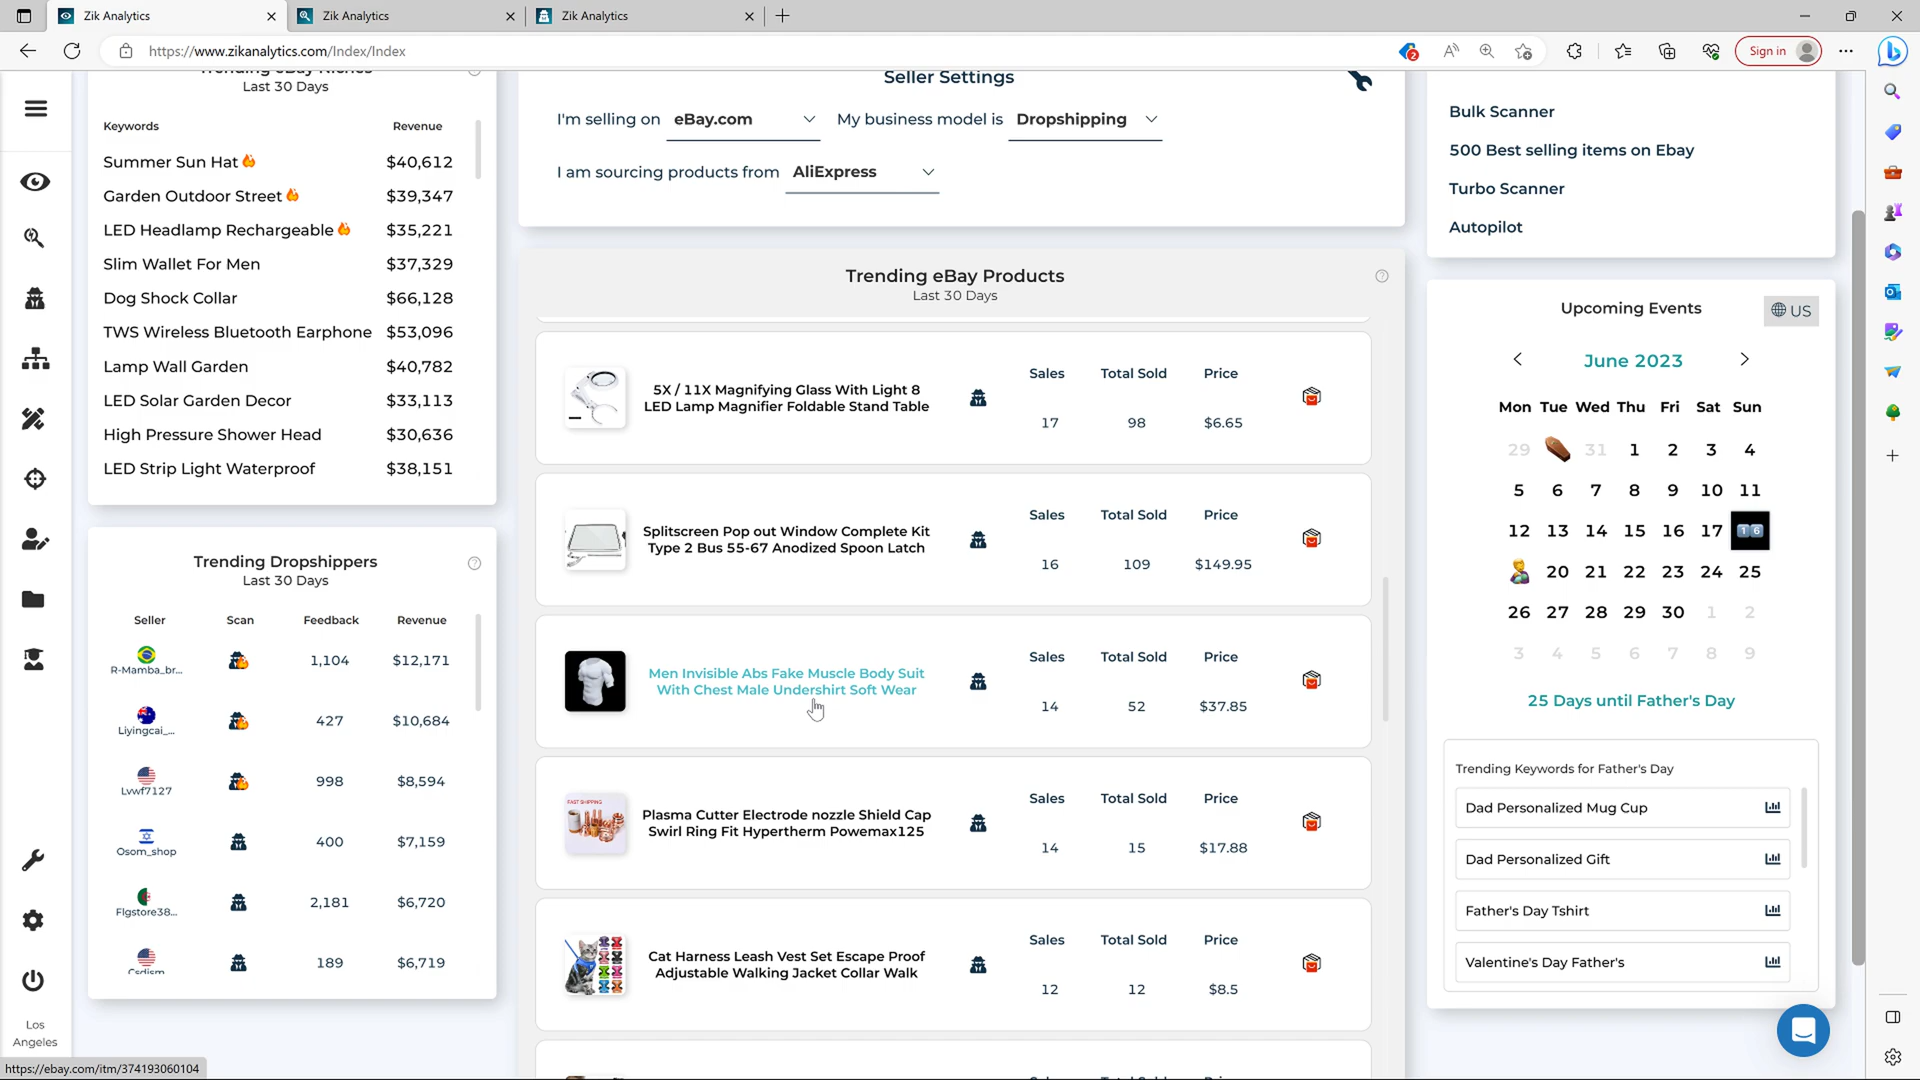 Zik Analytics
Zik Analytics
Zik Analytics
https://www.zikanalytics.com/Index/Index
2
Sign in
Trending eBay Niches
Last 30 Days
Keywords Revenue
Summer Sun Hat $40,612
Garden Outdoor Street $39,347
LED Headlamp Rechargeable $35,221
Slim Wallet For Men $37,329
Dog Shock Collar $66,128
TWS Wireless Bluetooth Earphone $53,096
Lamp Wall Garden $40,782
LED Solar Garden Decor $33,113
High Pressure Shower Head $30,636
LED Strip Light Waterproof $38,151
Trending Dropshippers
Last 30 Days
Seller Scan Feedback Revenue
R-Mamba_br... 1,104 $12,171
Liyingcai_... 427 $10,684
Lvwf7127 998 $8,594
Osom_shop 400 $7,159
Flgstore38... 2,181 $6,720
Csdism 189 $6,719
Seller Settings
I'm selling on eBay.com My business model is Dropshipping
I am sourcing products from AliExpress
Trending eBay Products
Last 30 Days
5X / 11X Magnifying Glass With Light 8
LED Lamp Magnifier Foldable Stand Table
Sales Total Sold Price
17 98 $6.65
Splitscreen Pop out Window Complete Kit
Type 2 Bus 55-67 Anodized Spoon Latch
Sales Total Sold Price
16 109 $149.95
Men Invisible Abs Fake Muscle Body Suit
With Chest Male Undershirt Soft Wear
Sales Total Sold Price
14 52 $37.85
FAST SHIPPING
Plasma Cutter Electrode nozzle Shield Cap
Swirl Ring Fit Hypertherm Powemax125
Sales Total Sold Price
14 15 $17.88
Cat Harness Leash Vest Set Escape Proof
Adjustable Walking Jacket Collar Walk
Sales Total Sold Price
12 12 $8.5
Bulk Scanner
500 Best selling items on Ebay
Turbo Scanner
Autopilot
Upcoming Events
US
June 2023
Mon Tue Wed Thu Fri Sat Sun
29 31 1 2 3 4
5 6 7 8 9 10 11
12 13 14 15 16 17 1 6
20 21 22 23 24 25
26 27 28 29 30 1 2
3 4 5 6 7 8 9
25 Days until Father's Day
Trending Keywords for Father's Day
Dad Personalized Mug Cup
Dad Personalized Gift
Father's Day Tshirt
Valentine's Day Father's
Los
Angeles
https://ebay.com/itm/374193060104